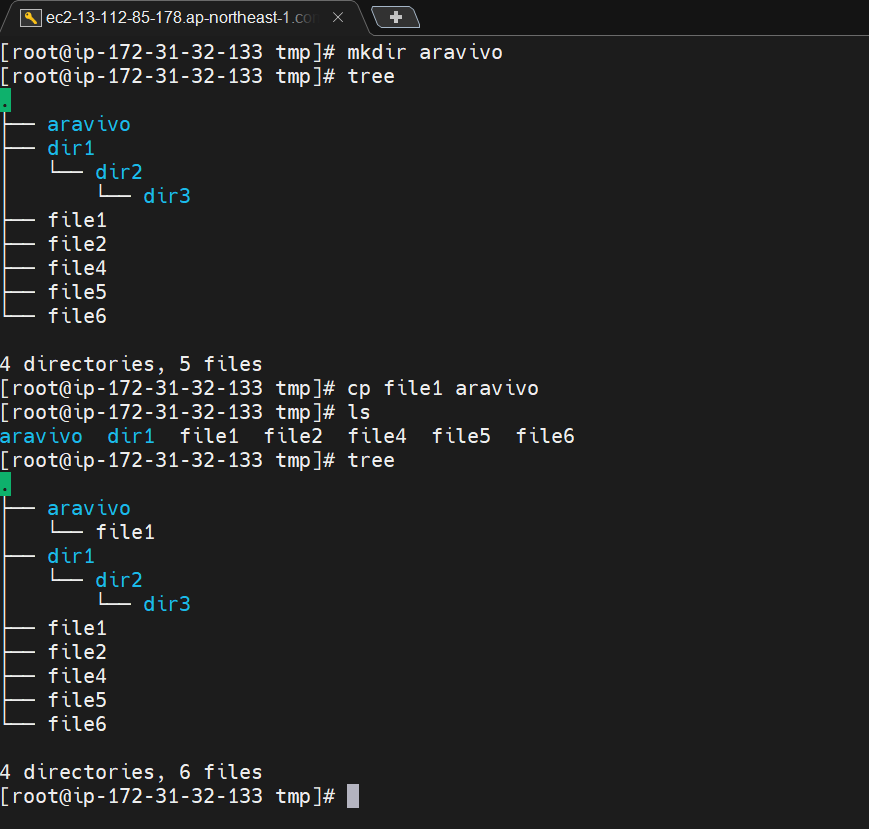 ec2-13-112-85-178.ap-northeast-1.co
[root@ip-172-31-32-133 tmp]# mkdir aravivo
[root@ip-172-31-32-133 tmp]# tree
.
├── aravivo
├── dir1
│   └── dir2
│       └── dir3
├── file1
├── file2
├── file4
├── file5
└── file6

4 directories, 5 files
[root@ip-172-31-32-133 tmp]# cp file1 aravivo
[root@ip-172-31-32-133 tmp]# ls
aravivo  dir1  file1  file2  file4  file5  file6
[root@ip-172-31-32-133 tmp]# tree
.
├── aravivo
│   └── file1
├── dir1
│   └── dir2
│       └── dir3
├── file1
├── file2
├── file4
├── file5
└── file6

4 directories, 6 files
[root@ip-172-31-32-133 tmp]#